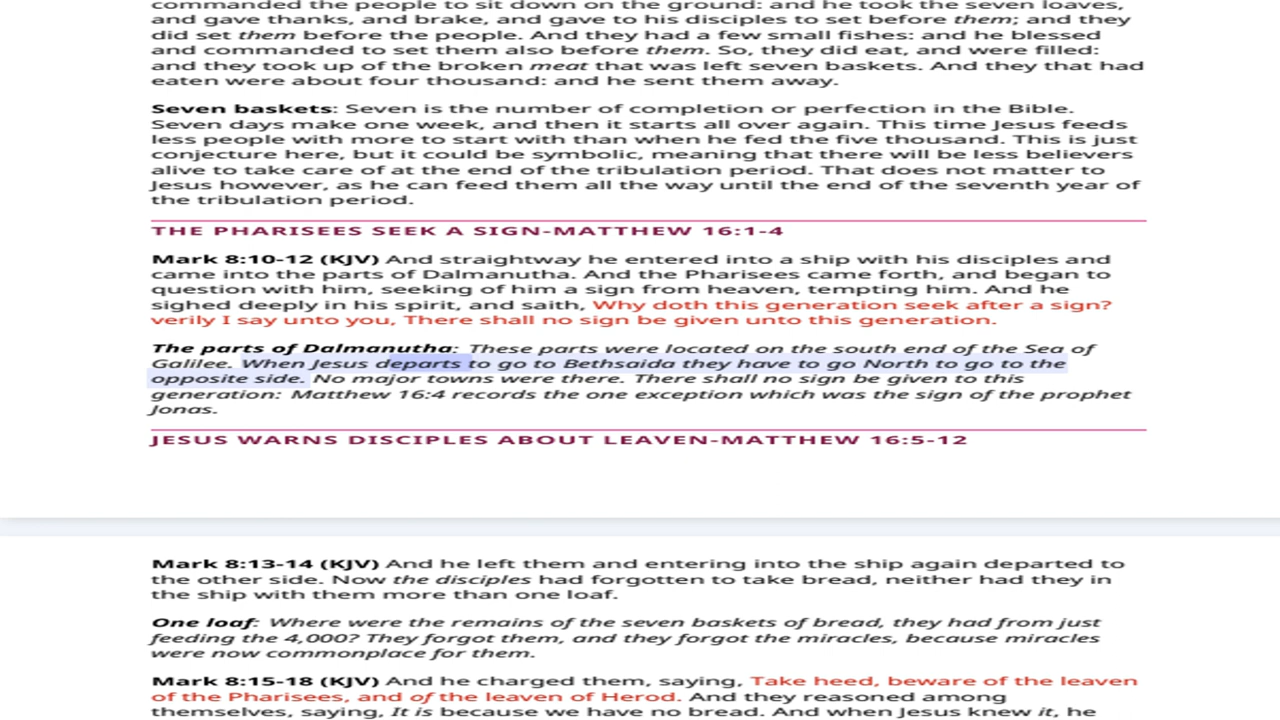 commanded the people to sit down on the ground: and he took the seven loaves,
and gave thanks, and brake, and gave to his disciples to set before them; and they
did set them before the people. And they had a few small fishes: and he blessed
and commanded to set them also before them. So, they did eat, and were filled:
and they took up of the broken meat that was left seven baskets. And they that had
eaten were about four thousand: and he sent them away.
Seven baskets: Seven is the number of completion or perfection in the Bible.
Seven days make one week, and then it starts all over again. This time Jesus feeds
less people with more to start with than when he fed the five thousand. This is just
conjecture here, but it could be symbolic, meaning that there will be less believers
alive to take care of at the end of the tribulation period. That does not matter to
Jesus however, as he can feed them all the way until the end of the seventh year of
the tribulation period.
THE PHARISEES SEEK A SIGN-MATTHEW 16:1-4
Mark 8:10-12 (KJV) And straightway he entered into a ship with his disciples and
came into the parts of Dalmanutha. And the Pharisees came forth, and began to
question with him, seeking of him a sign from heaven, tempting him. And he
sighed deeply in his spirit, and saith, Why doth this generation seek after a sign?
verily I say unto you, There shall no sign be given unto this generation.
The parts of Dalmanutha: These parts were located on the south end of the Sea of
Galilee. When Jesus departs to go to Bethsaida they have to go North to go to the
opposite side. No major towns were there. There shall no sign be given to this
generation: Matthew 16:4 records the one exception which was the sign of the prophet
Jonas.
JESUS WARNS DISCIPLES ABOUT LEAVEN-MATTHEW 16:5-12
Mark 8:13-14 (KJV) And he left them and entering into the ship again departed to
the other side. Now the disciples had forgotten to take bread, neither had they in
the ship with them more than one loaf.
One loaf: Where were the remains of the seven baskets of bread, they had from just
feeding the 4,000? They forgot them, and they forgot the miracles, because miracles
were now commonplace for them.
Mark 8:15-18 (KJV) And he charged them, saying, Take heed, beware of the leaven
of the Pharisees, and of the leaven of Herod. And they reasoned among
themselves, saying, It is because we have no bread. And when Jesus knew it, he